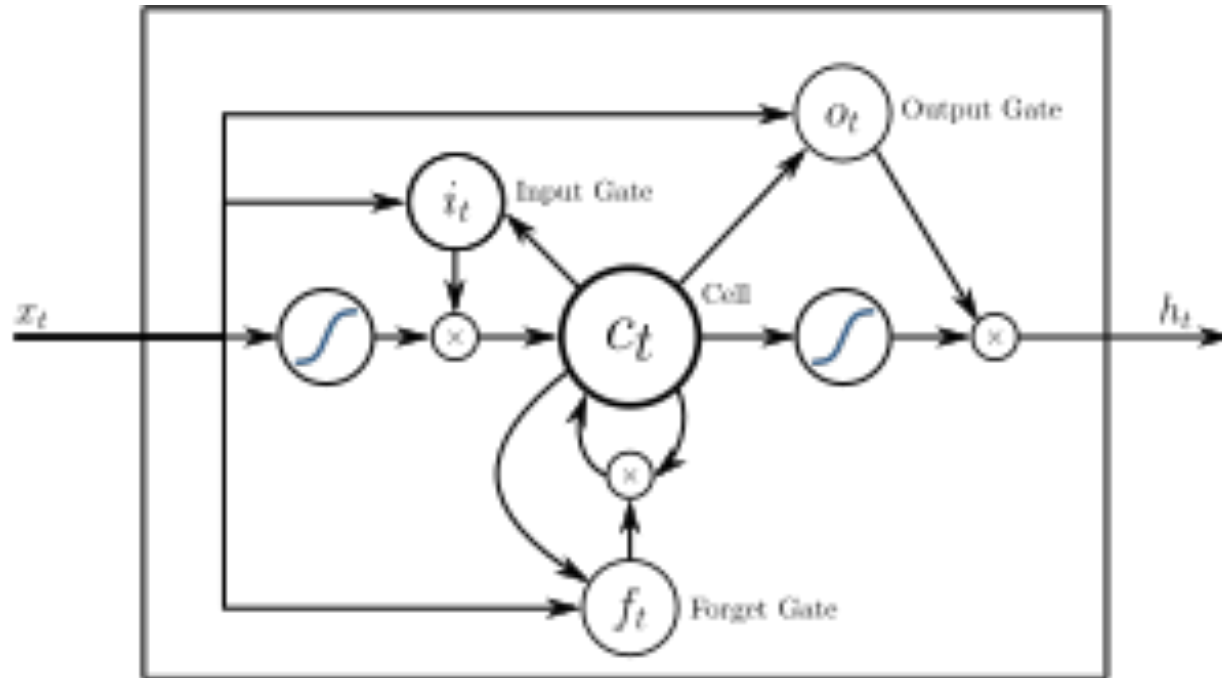 o_t Output Gate
i_t Input Gate
x_t
Cell
c_t
h_t
×
×
×
f_t Forget Gate